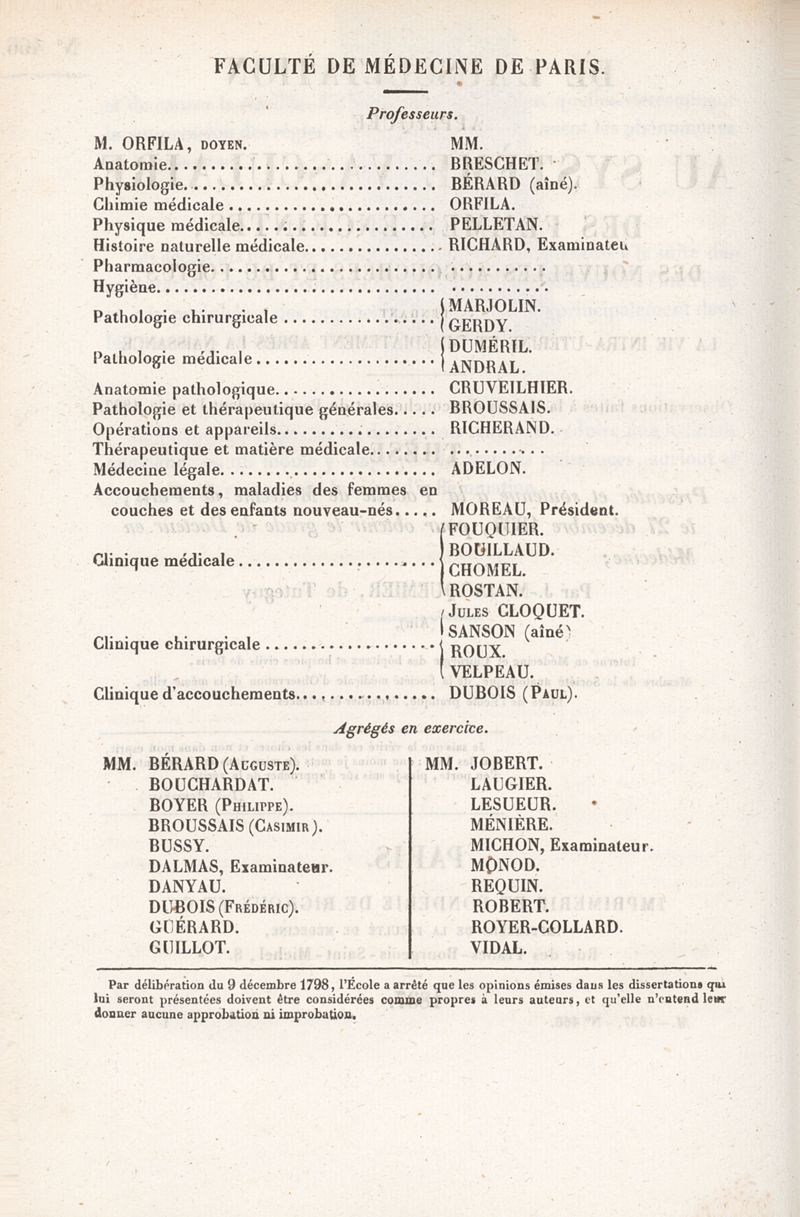 FACULTÉ DE MÉDECINE DE PARIS.
Professeurs.
M. ORFILA, DOYEN. MM.
Anatomie.............................. BRESCHET.
Physiologie............................ BÉRARD (aîné).
Chimie médicale ....................... ORFILA.
Physique médicale...................... PELLETAN.
Histoire naturelle médicale............... RICHARD, Examinateu
Pharmacologie......................... ...........
Hygiène............................... ...........
Pathologie chirurgicale ................. { MARJOLIN.
GERDY.
Pathologie médicale .................... { DUMÉRIL.
ANDRAL.
Anatomie pathologique.................. CRUVEILHIER.
Pathologie et thérapeutique générales..... BROUSSAIS.
Opérations et appareils.................. RICHERAND.
Thérapeutique et matière médicale........ ...........
Médecine légale........................ ADELON.
Accouchements, maladies des femmes en
couches et des enfants nouveau-nés..... MOREAU, Président.
Clinique médicale ...................... { FOUQUIER.
BOUILLAUD.
CHOMEL.
ROSTAN.
Clinique chirurgicale ................... { JULES CLOQUET.
SANSON (aîné)
ROUX.
VELPEAU.
Clinique d'accouchements................ DUBOIS (PAUL).
Agrégés en exercice.
MM. BÉRARD (AUGUSTE).
BOUCHARDAT.
BOYER (PHILIPPE).
BROUSSAIS (CASIMIR).
BUSSY.
DALMAS, Examinateur.
DANYAU.
DUBOIS (FRÉDÉRIC).
GUÉRARD.
GUILLOT.
MM. JOBERT.
LAUGIER.
LESUEUR.
MÉNIÈRE.
MICHON, Examinateur.
MONOD.
REQUIN.
ROBERT.
ROYER-COLLARD.
VIDAL.
Par délibération du 9 décembre 1798, l'École a arrêté que les opinions émises dans les dissertations qui
lui seront présentées doivent être considérées comme propres à leurs auteurs, et qu'elle n'entend leur
donner aucune approbation ni improbation.